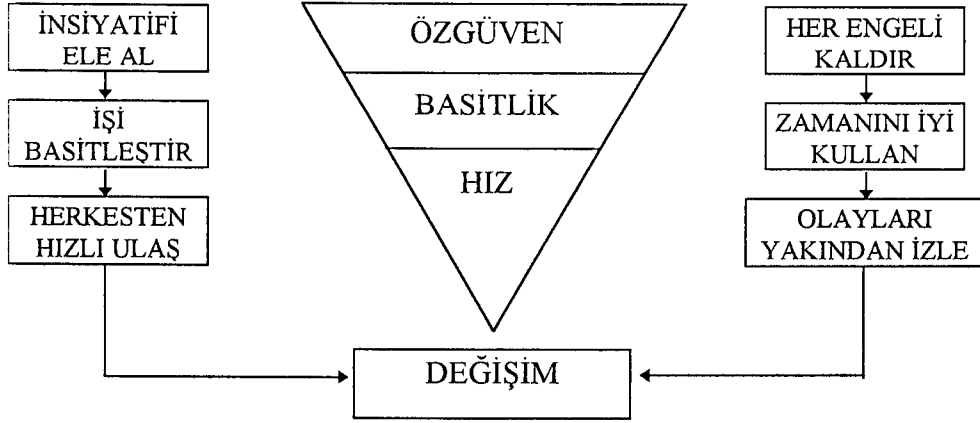 İNSİYATİFİ
ELE AL
İŞİ
BASİTLEŞTİR
HERKESTEN
HIZLI ULAŞ
ÖZGÜVEN
BASİTLİK
HIZ
HER ENGELİ
KALDIR
ZAMANINI İYİ
KULLAN
OLAYLARI
YAKINDAN İZLE
DEĞİŞİM